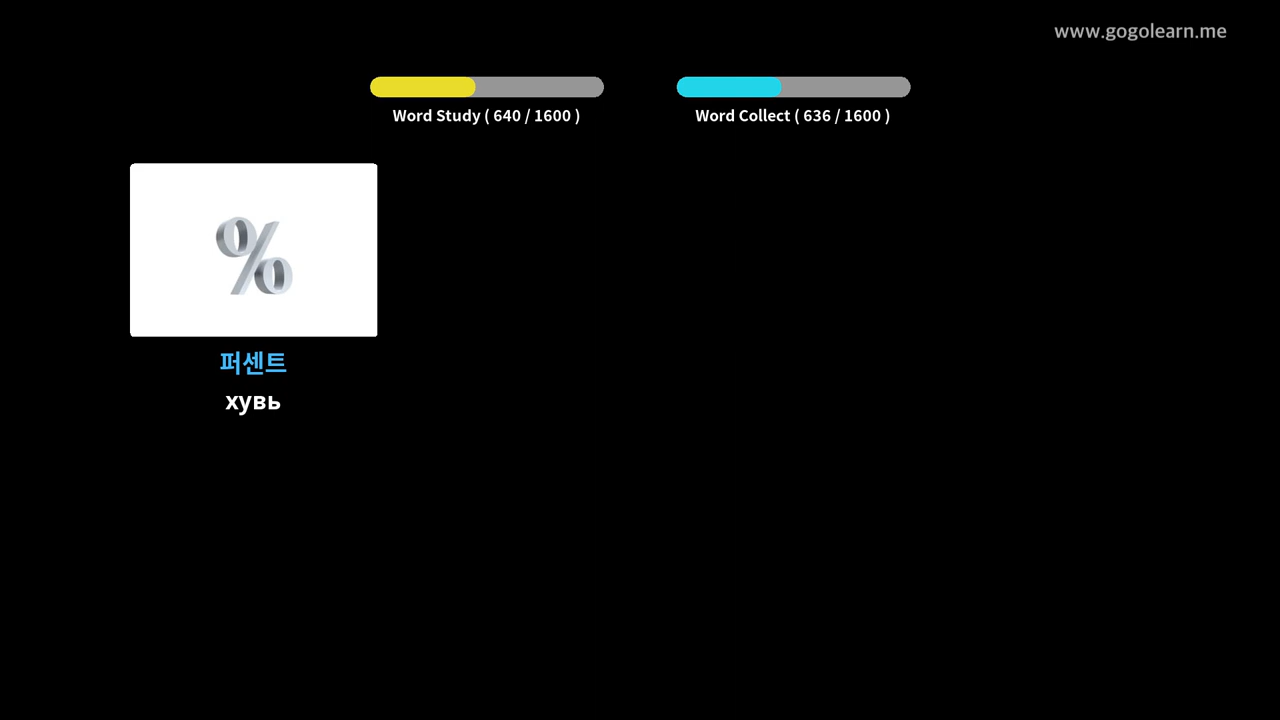 www.gogolearn.me
Word Study ( 640 / 1600 )
Word Collect ( 636 / 1600 )
%
퍼센트
хувь